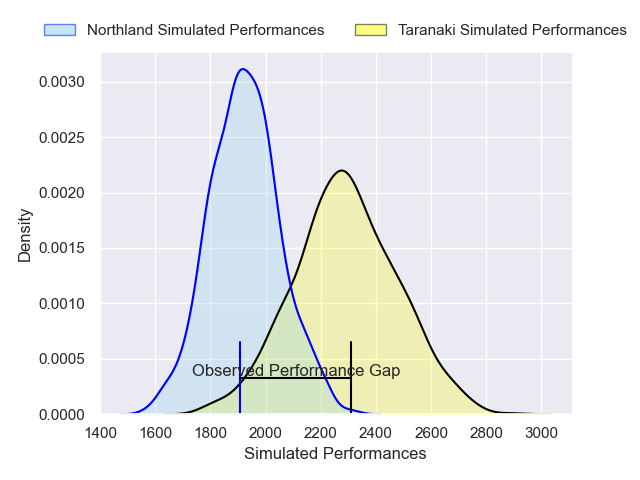 Northland Simulated Performances   Taranaki Simulated Performances
0.0030
0.0025
0.0020
0.0015
0.0010
0.0005
0.0000
Density
Observed Performance Gap
1400 1600 1800 2000 2200 2400 2600 2800 3000
Simulated Performances